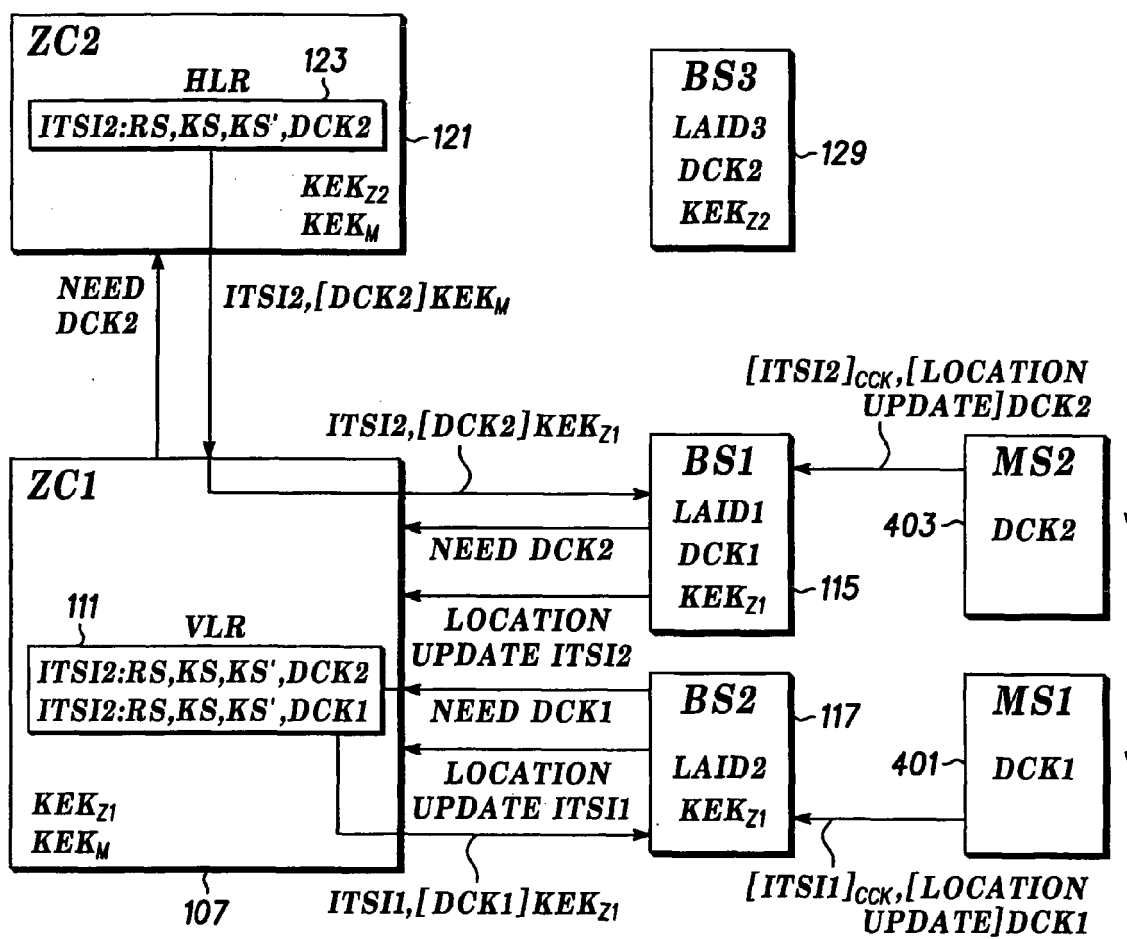 ZC2
123
HLR
ITSI2:RS,KS,KS',DCK2
121
KEKZ2
KEKM
BS3
LAID3
DCK2
KEKZ2
129
NEED
DCK2
ITSI2,[DCK2]KEKM
[ITSI2]CCK,[LOCATION
UPDATE]DCK2
ITSI2,[DCK2]KEKZ1
ZC1
BS1
LAID1
DCK1
KEKZ1
115
MS2
DCK2
403
NEED DCK2
LOCATION
UPDATE ITSI2
111
VLR
ITSI2:RS,KS,KS',DCK2
ITSI2:RS,KS,KS',DCK1
NEED DCK1
LOCATION
UPDATE ITSI1
BS2
LAID2
KEKZ1
117
MS1
DCK1
401
KEKZ1
KEKM
107
ITSI1,[DCK1]KEKZ1
[ITSI1]CCK,[LOCATION
UPDATE]DCK1